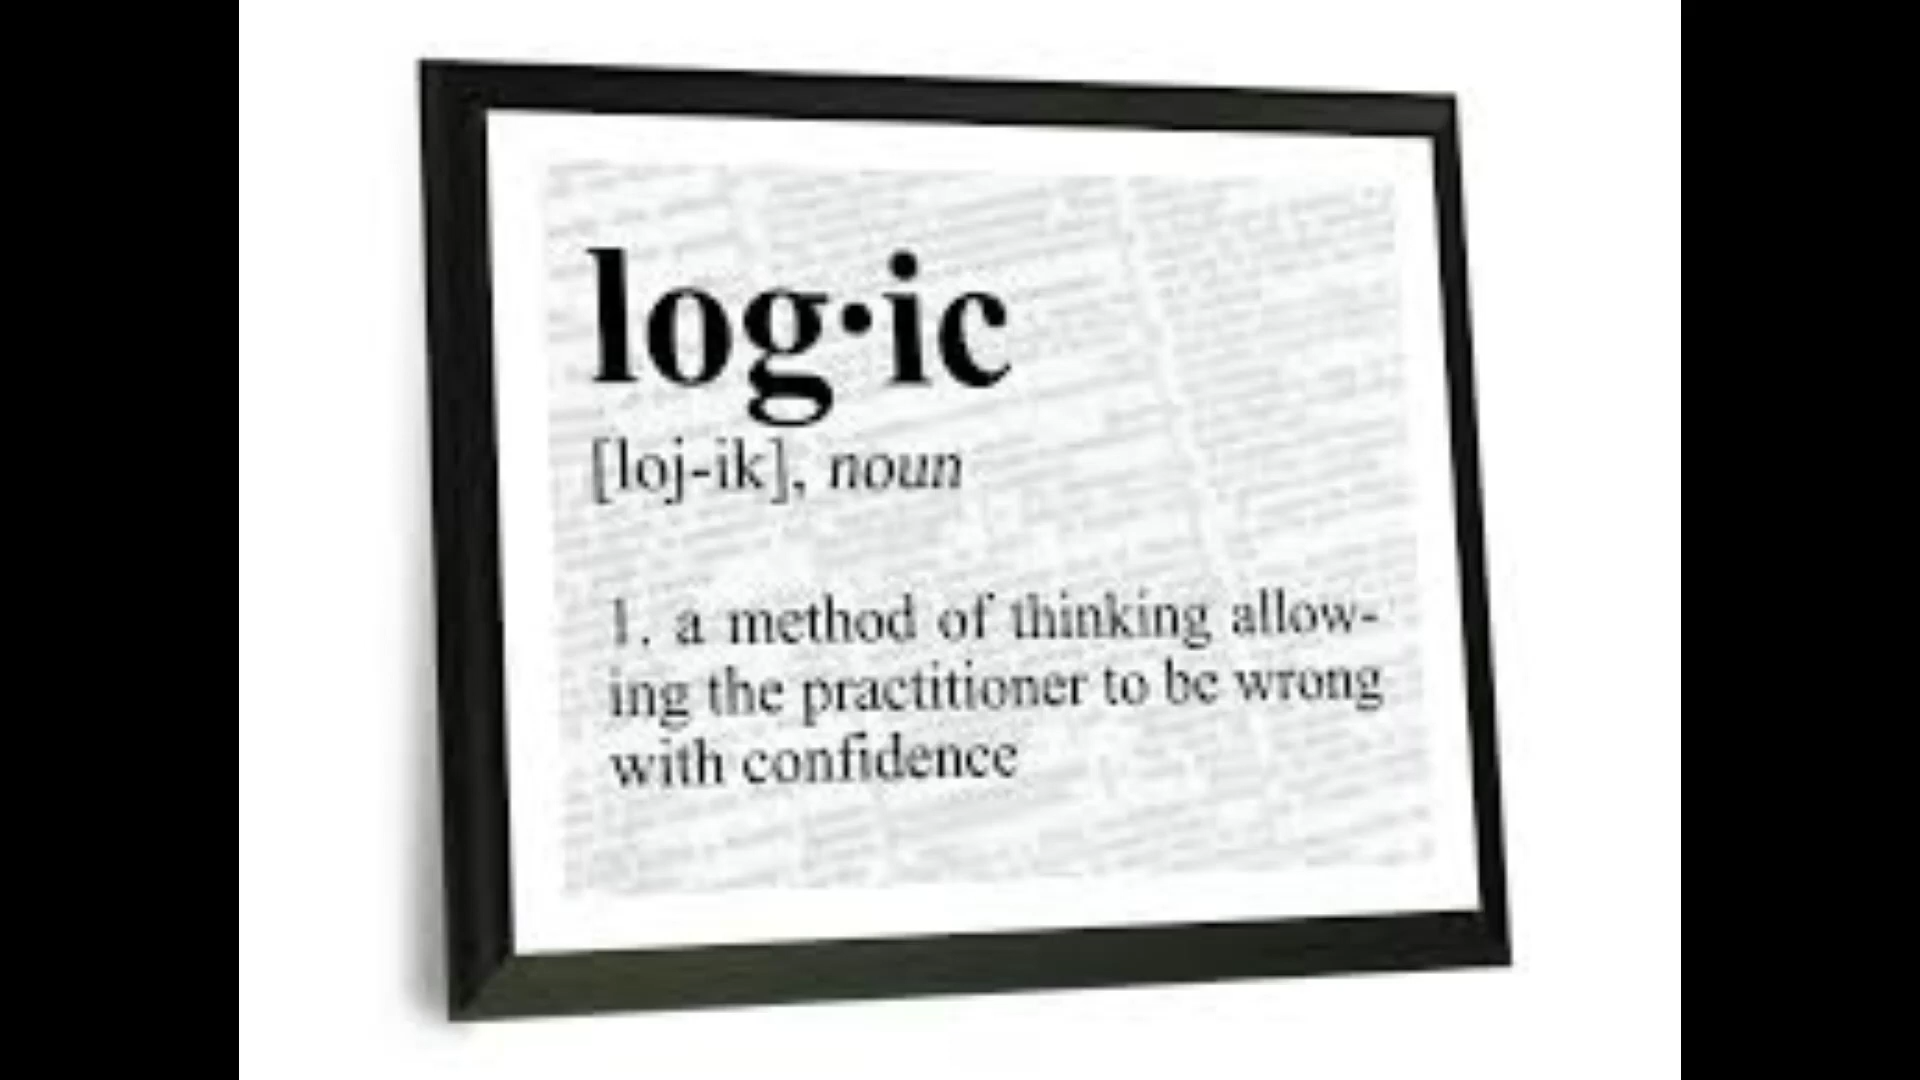 log·ic
[loj-ik], noun
1. a method of thinking allow-
ing the practitioner to be wrong
with confidence